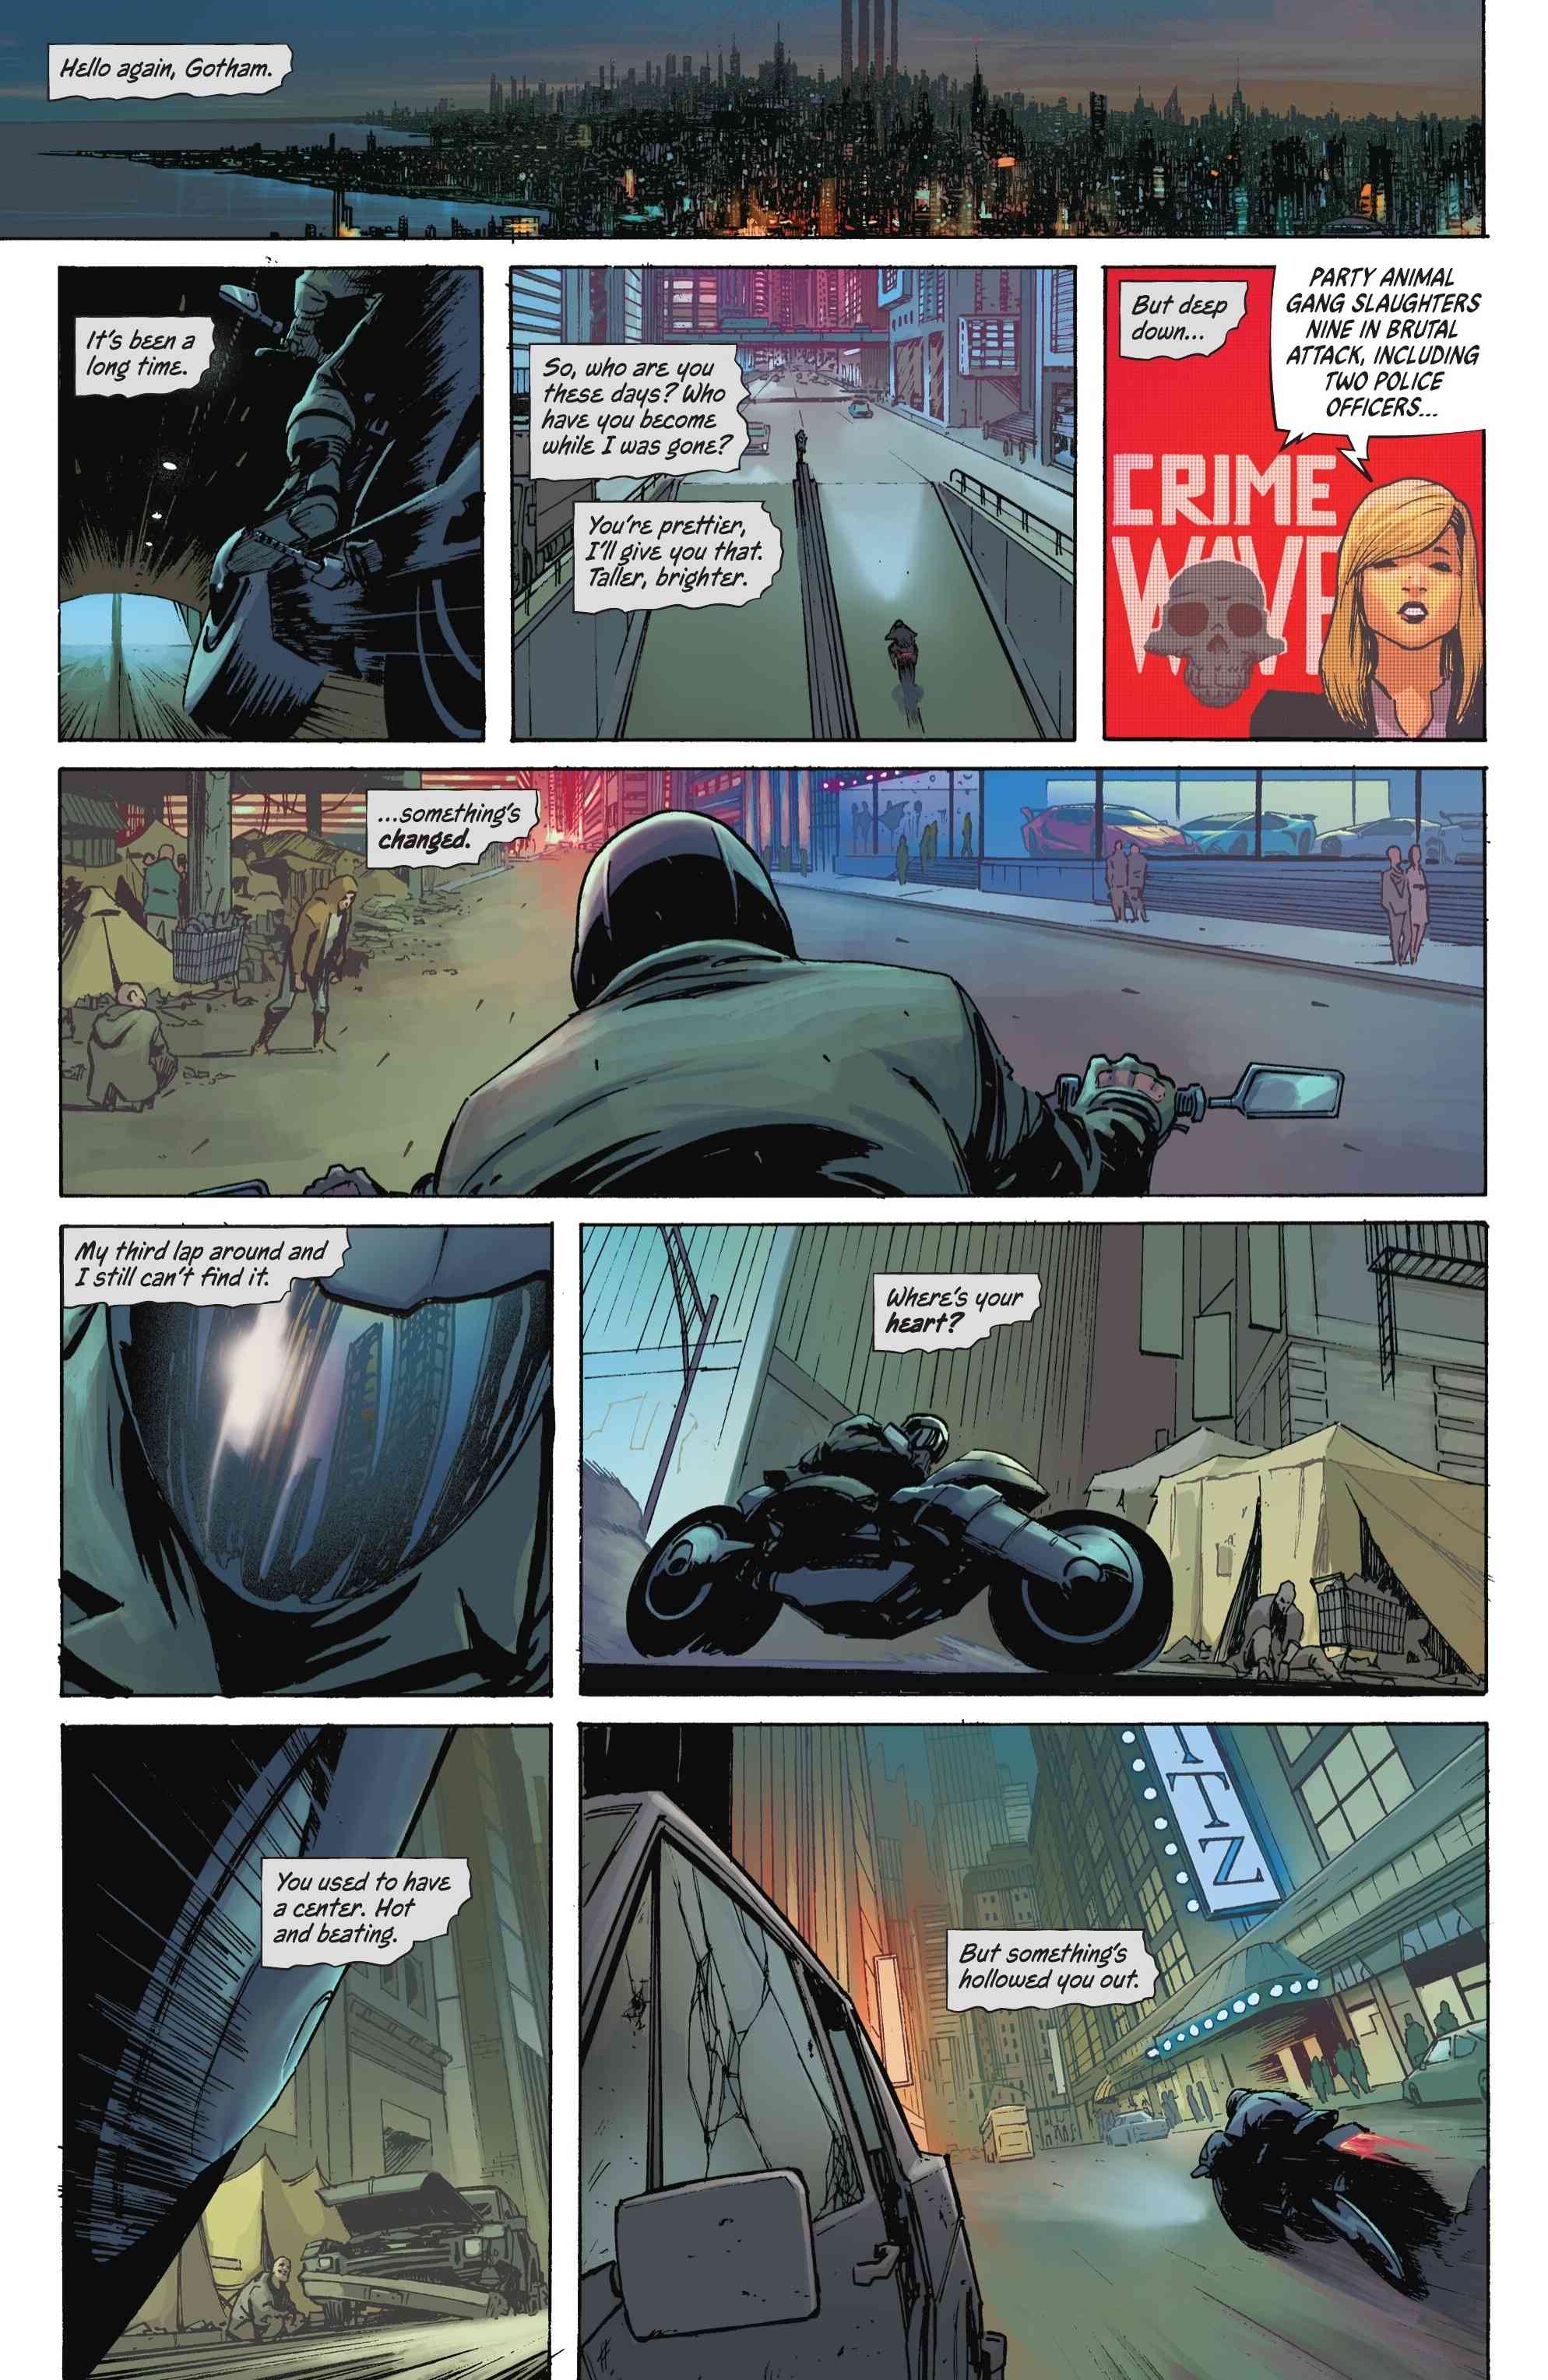 Hello again, Gotham.
It's been a
long time.
So, who are you
these days? Who
have you become
while I was gone?
You're prettier,
I'll give you that.
Taller, brighter.
But deep
down...
PARTY ANIMAL
GANG SLAUGHTERS
NINE IN BRUTAL
ATTACK, INCLUDING
TWO POLICE
OFFICERS...
CRIME
WAVE
...something's
changed.
My third lap around and
I still can't find it.
Where's your
heart?
You used to have
a center. Hot
and beating.
But something's
hollowed you out.
ITZ